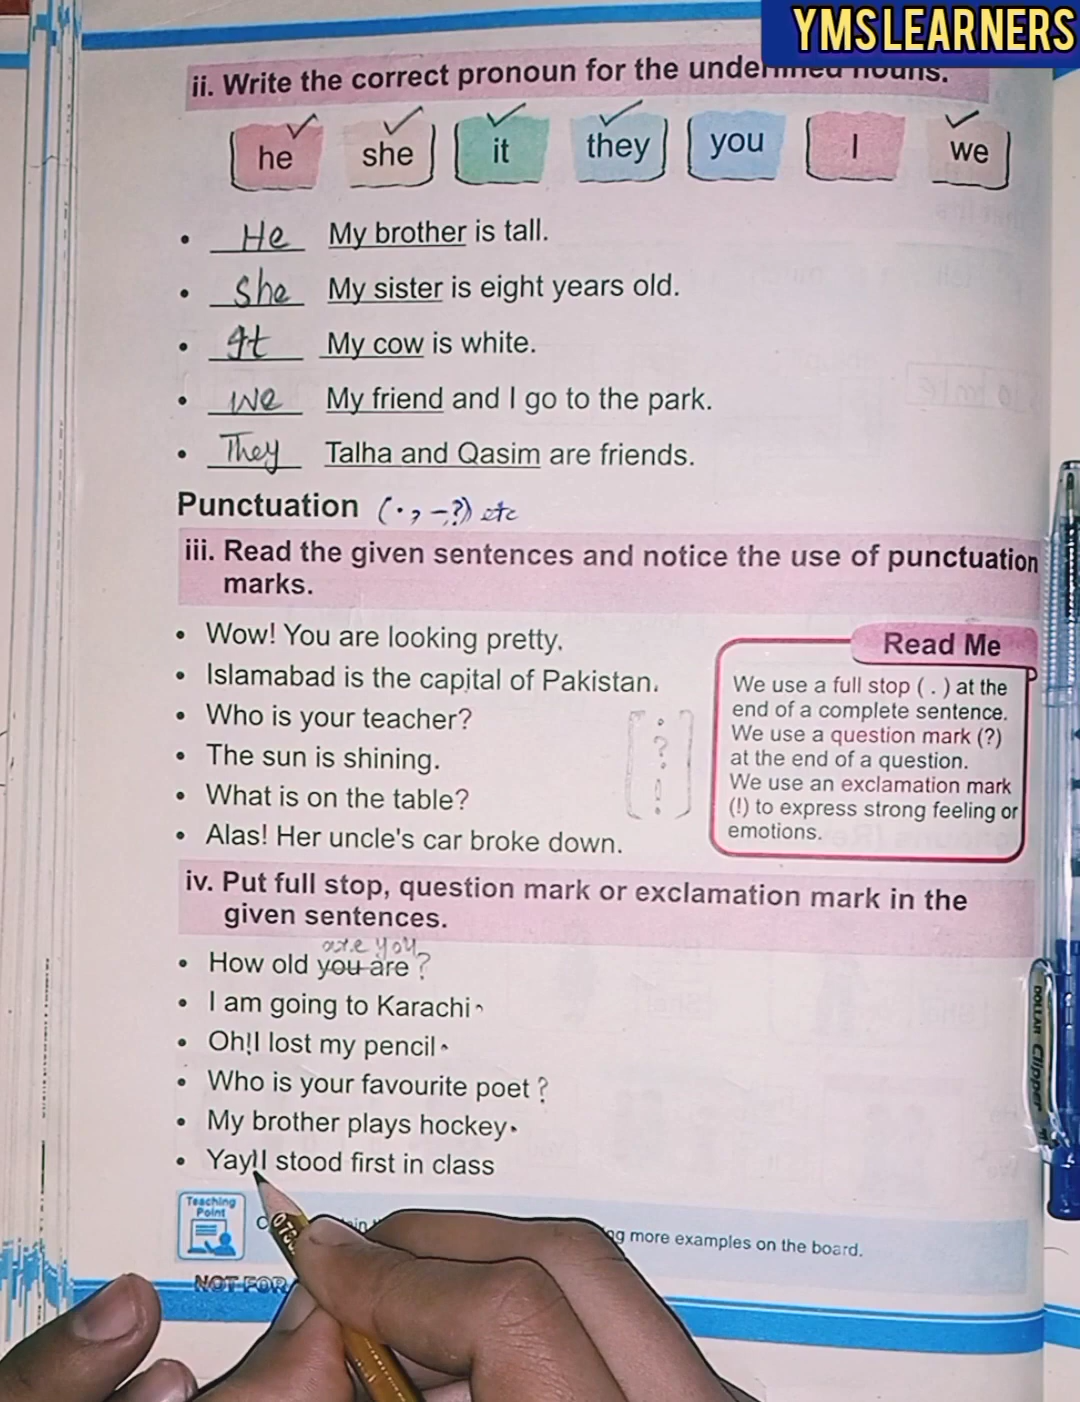 YMS LEARNERS
ii. Write the correct pronoun for the underlined nouns.
he she it they you I we
• He My brother is tall.
• She My sister is eight years old.
• It My cow is white.
• We My friend and I go to the park.
• They Talha and Qasim are friends.
Punctuation (. , - ?) etc
iii. Read the given sentences and notice the use of punctuation
marks.
• Wow! You are looking pretty.
• Islamabad is the capital of Pakistan.
• Who is your teacher?
• The sun is shining.
• What is on the table?
• Alas! Her uncle's car broke down.
[. ? !]
Read Me
We use a full stop ( . ) at the
end of a complete sentence.
We use a question mark (?)
at the end of a question.
We use an exclamation mark
(!) to express strong feeling or
emotions.
iv. Put full stop, question mark or exclamation mark in the
given sentences.
are you
• How old you are ?
• I am going to Karachi.
• Oh!I lost my pencil.
• Who is your favourite poet ?
• My brother plays hockey.
• Yay!I stood first in class
Teaching
Point
more examples on the board.
NOT FOR
DOLLAR Clipper